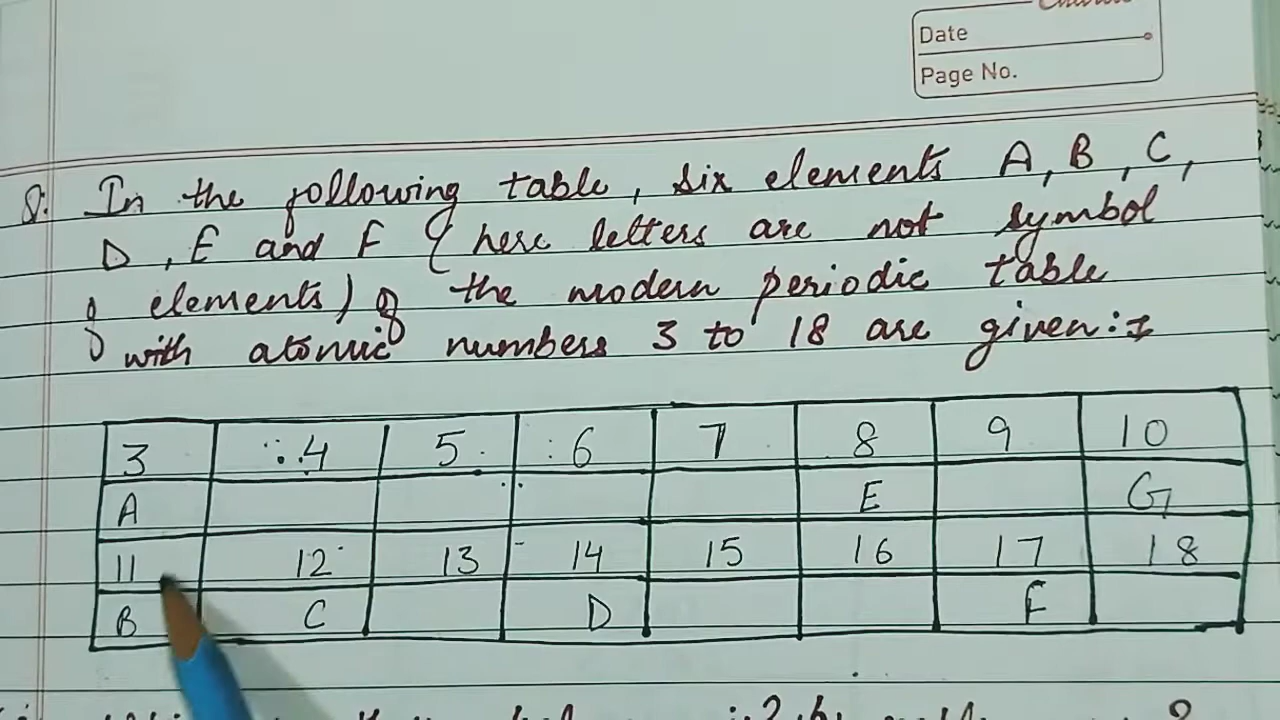 Date
Page No.
Q. In the following table, six elements A, B, C,
D, E and F (here letters are not symbol
of elements) of the modern periodic table
with atomic numbers 3 to 18 are given:-
3 4 5 6 7 8 9 10
A E G
11 12 13 14 15 16 17 18
B C D F